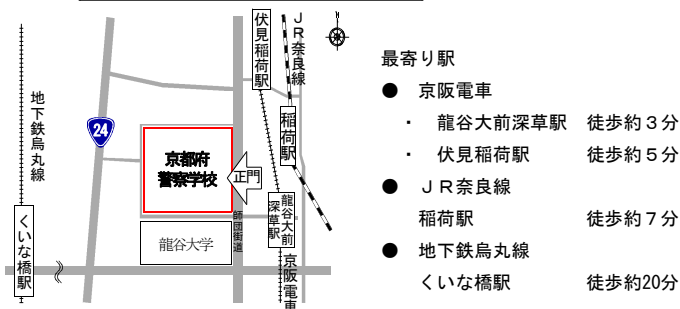 伏見稲荷駅
ＪＲ奈良線
N
地下鉄烏丸線
24
稲荷駅
京都府
警察学校
正門
師団街道
龍谷大前
深草駅
龍谷大学
くいな橋駅
京阪電車
最寄り駅
● 京阪電車
・ 龍谷大前深草駅 徒歩約３分
・ 伏見稲荷駅 徒歩約５分
● ＪＲ奈良線
稲荷駅 徒歩約７分
● 地下鉄烏丸線
くいな橋駅 徒歩約20分